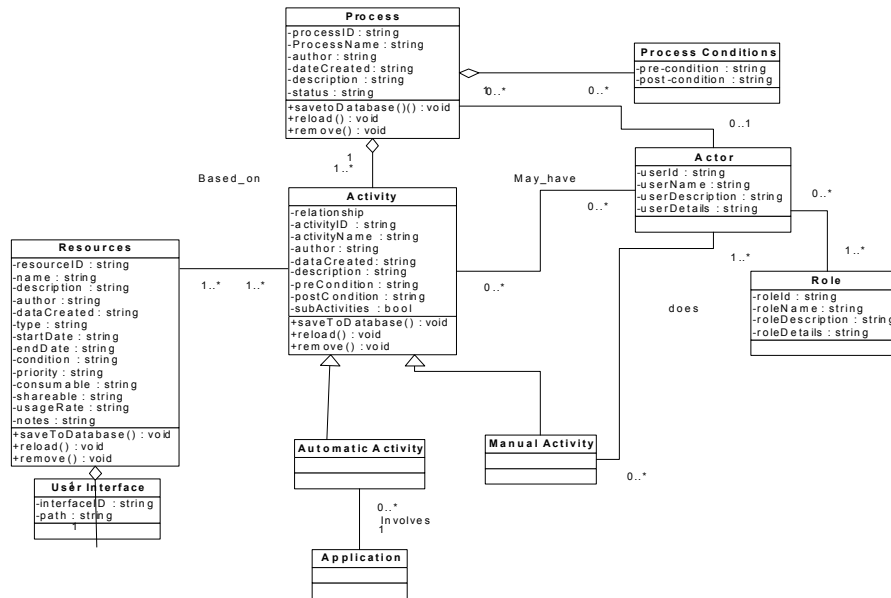 Process
-processID : string
-ProcessName : string
-author : string
-dateCreated : string
-description : string
-status : string
+savetoDatabase()() : void
+reload() : void
+remove() : void
Process Conditions
-pre-condition : string
-post-condition : string
1
0..*
0..*
0..1
Actor
-userId : string
-userName : string
-userDescription : string
-userDetails : string
1
1..*
Based_on
May_have
0..*
0..*
Activity
-relationship
-activityID : string
-activityName : string
-author : string
-dataCreated : string
-description : string
-preCondition : string
-postCondition : string
-subActivities : bool
+saveToDatabase() : void
+reload() : void
+remove() : void
Resources
-resourceID : string
-name : string
-description : string
-author : string
-dataCreated : string
-type : string
-startDate : string
-endDate : string
-condition : string
-priority : string
-consumable : string
-shareable : string
-usageRate : string
-notes : string
+saveToDatabase() : void
+reload() : void
+remove() : void
1..*
1..*
0..*
1..*
1..*
Role
-roleId : string
-roleName : string
-roleDescription : string
-roleDetails : string
does
Automatic Activity
Manual Activity
0..*
1
User Interface
-interfaceID : string
-path : string
1
0..*
Involves
1
Application